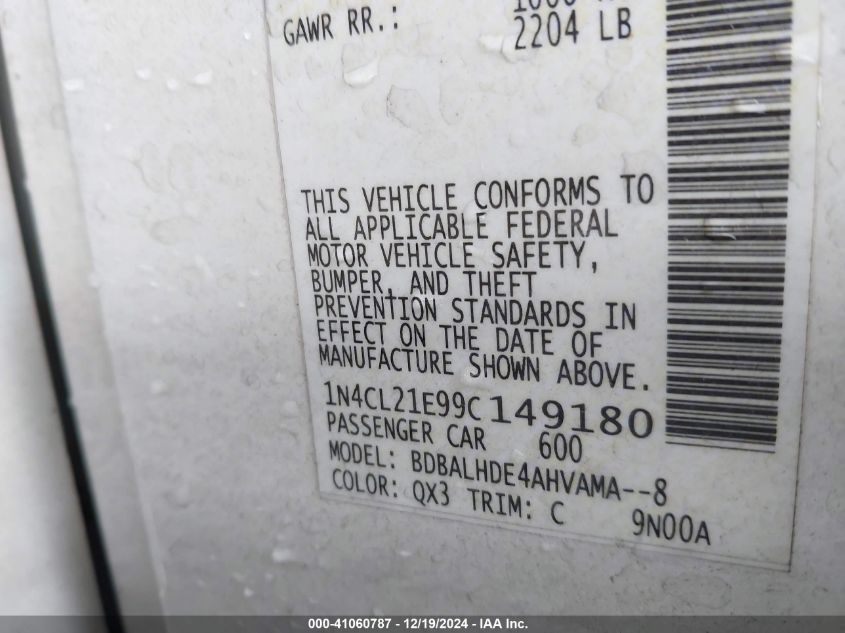 GAWR RR.:
2204 LB
THIS VEHICLE CONFORMS TO
ALL APPLICABLE FEDERAL
MOTOR VEHICLE SAFETY,
BUMPER, AND THEFT
PREVENTION STANDARDS IN
EFFECT ON THE DATE OF
MANUFACTURE SHOWN ABOVE.
1N4CL21E99C149180
PASSENGER CAR 600
MODEL: BDBALHDE4AHVAMA--8
COLOR: QX3 TRIM: C 9N00A
000-41060787 - 12/19/2024 - IAA Inc.